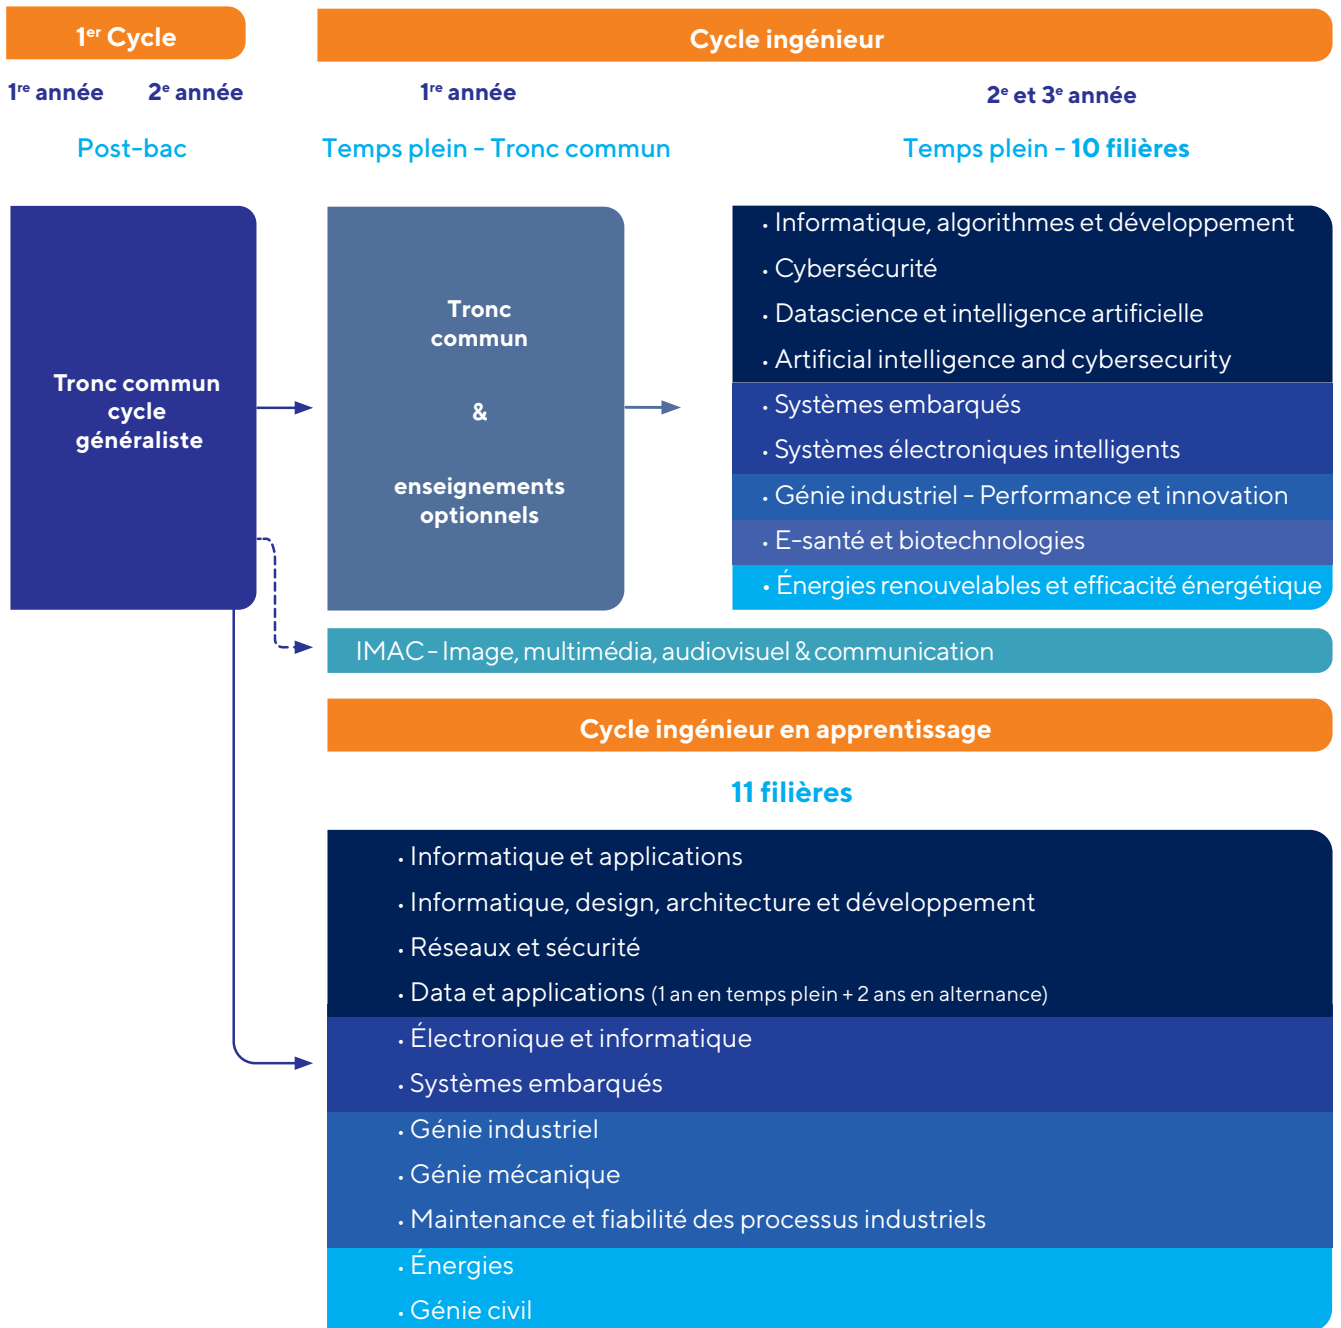 1er Cycle
Cycle ingénieur
1re année
2e année
1re année
2e et 3e année
Post-bac
Temps plein - Tronc commun
Temps plein - 10 filières
Tronc commun
cycle
généraliste
Tronc
commun
&
enseignements
optionnels
• Informatique, algorithmes et développement
• Cybersécurité
• Datascience et intelligence artificielle
• Artificial intelligence and cybersecurity
• Systèmes embarqués
• Systèmes électroniques intelligents
• Génie industriel - Performance et innovation
• E-santé et biotechnologies
• Énergies renouvelables et efficacité énergétique
IMAC - Image, multimédia, audiovisuel & communication
Cycle ingénieur en apprentissage
11 filières
• Informatique et applications
• Informatique, design, architecture et développement
• Réseaux et sécurité
• Data et applications (1 an en temps plein + 2 ans en alternance)
• Électronique et informatique
• Systèmes embarqués
• Génie industriel
• Génie mécanique
• Maintenance et fiabilité des processus industriels
• Énergies
• Génie civil